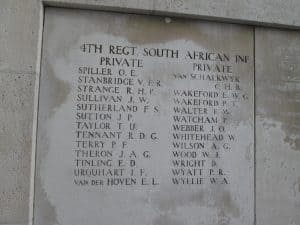 4TH REGT. SOUTH AFRICAN INF
PRIVATE
SPILLER O. E.
STANBRIDGE V. F. R.
STRANGE R. H. P.
SULLIVAN J. W.
SUTHERLAND F. S.
SUTTON J. P.
TAYLOR T. U.
TENNANT R. D. G.
TERRY P. F.
THERON J. A. G.
TINLING E. D.
URQUHART J. F.
VAN DER HOVEN E. L.
PRIVATE
VAN SCHALKWYK
C. H. B.
WAKEFORD E. W. G.
WAKEFORD P. T.
WALTER F. W.
WATCHAM F.
WEBBER J. O.
WHITEHEAD W.
WILSON A. G.
WOOD W. J.
WRIGHT D.
WYATT P. R.
WYLLIE W. A.